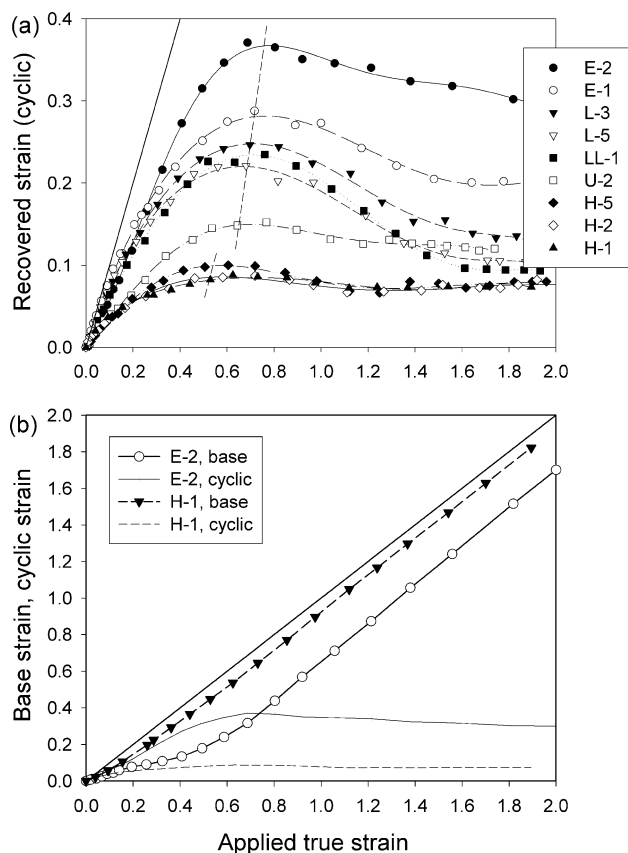 (a)
Recovered strain (cyclic)
0.4
0.3
0.2
0.1
0.0
0.0 0.2 0.4 0.6 0.8 1.0 1.2 1.4 1.6 1.8 2.0
E-2
E-1
L-3
L-5
LL-1
U-2
H-5
H-2
H-1
(b)
Base strain, cyclic strain
2.0
1.8
1.6
1.4
1.2
1.0
0.8
0.6
0.4
0.2
0.0
E-2, base
E-2, cyclic
H-1, base
H-1, cyclic
0.0 0.2 0.4 0.6 0.8 1.0 1.2 1.4 1.6 1.8 2.0
Applied true strain